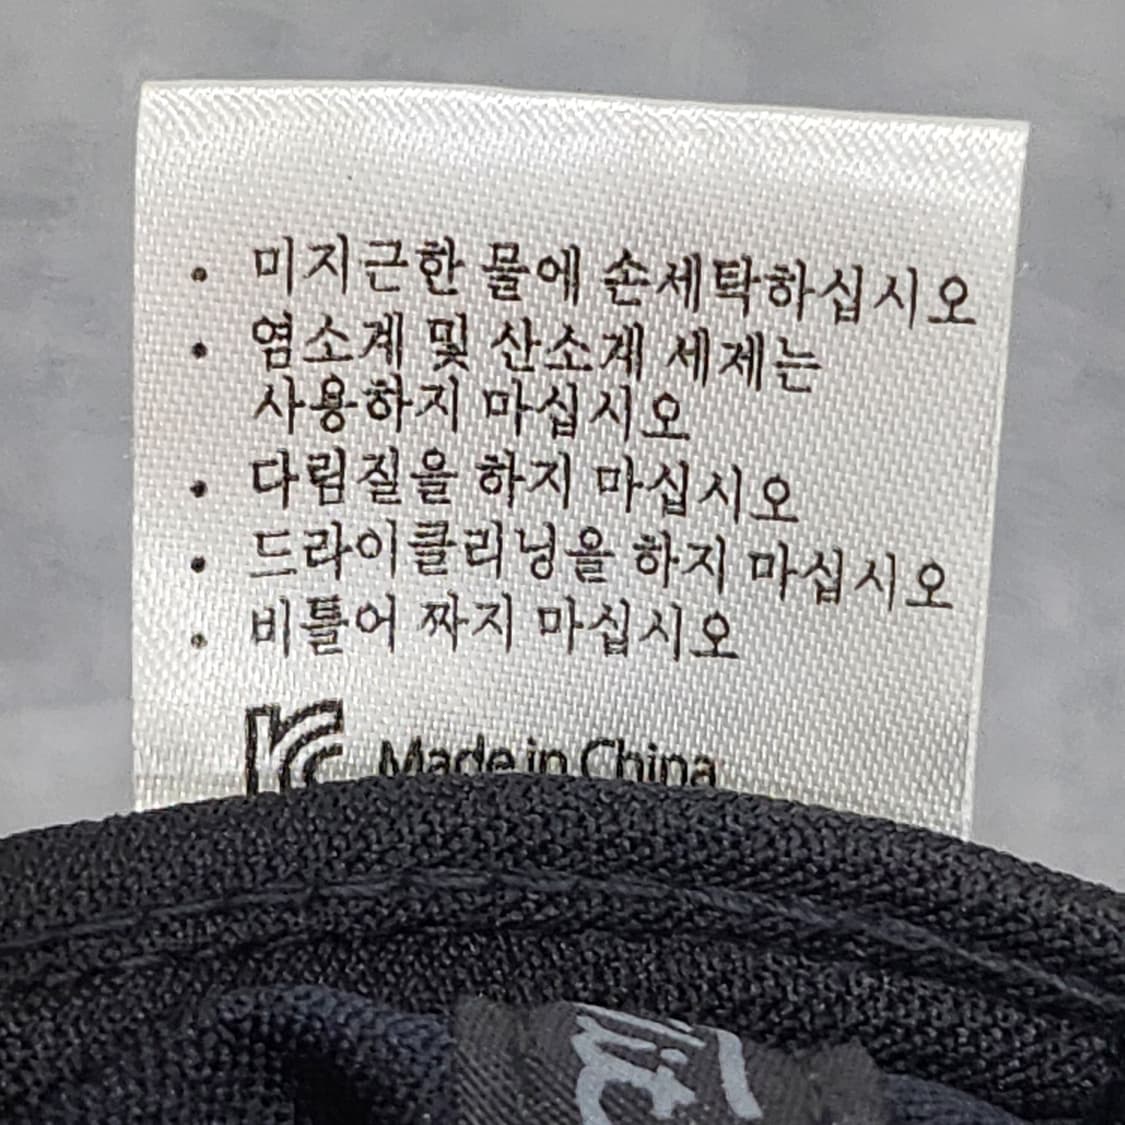 • 미지근한 물에 손세탁하십시오
• 염소계 및 산소계 세제는
사용하지 마십시오
• 다림질을 하지 마십시오
• 드라이클리닝을 하지 마십시오
• 비틀어 짜지 마십시오
Made in China